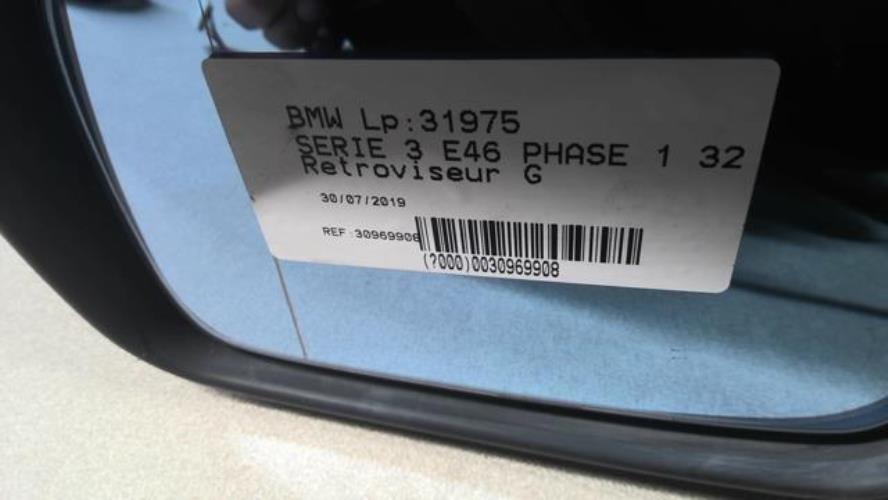 BMW Lp:31975
SERIE 3 E46 PHASE 1 32
Retroviseur G
30/07/2019
REF:30969908
(?000)0030969908